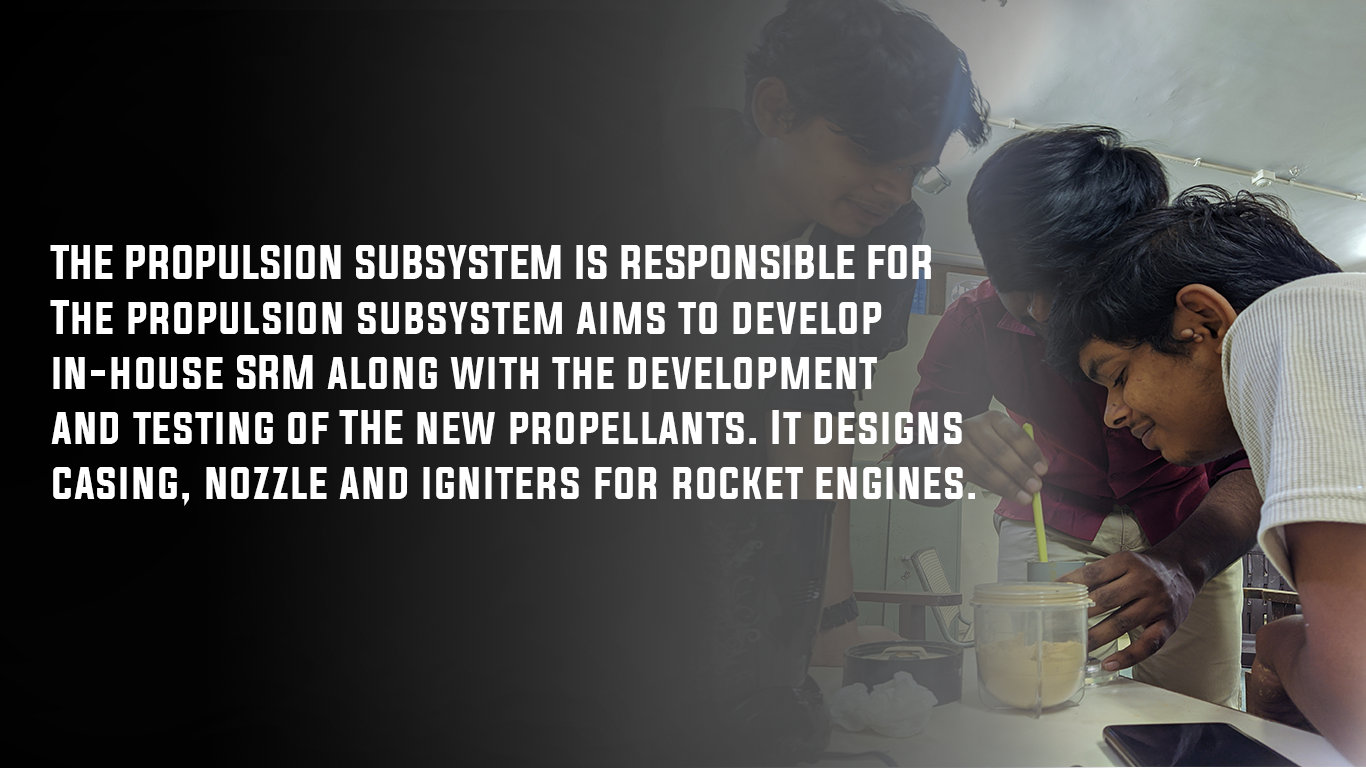 THE PROPULSION SUBSYSTEM IS RESPONSIBLE FOR
THE PROPULSION SUBSYSTEM AIMS TO DEVELOP
IN-HOUSE SRM ALONG WITH THE DEVELOPMENT
AND TESTING OF THE NEW PROPELLANTS. IT DESIGNS
CASING, NOZZLE AND IGNITERS FOR ROCKET ENGINES.